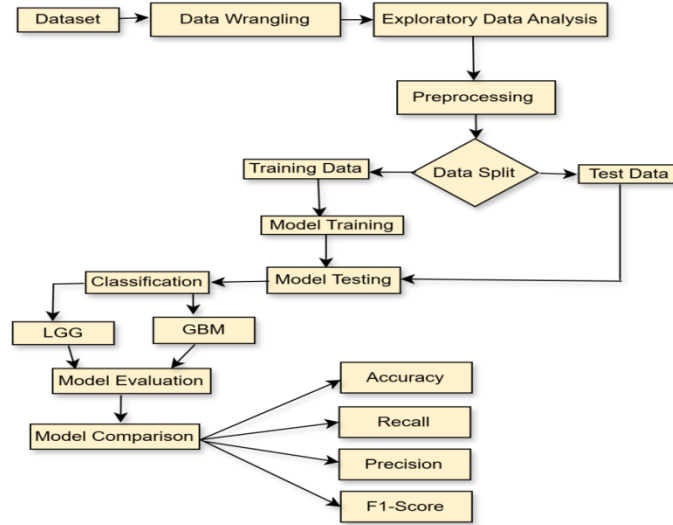 Dataset
Data Wrangling
Exploratory Data Analysis
Preprocessing
Data Split
Training Data
Test Data
Model Training
Model Testing
Classification
LGG
GBM
Model Evaluation
Model Comparison
Accuracy
Recall
Precision
F1-Score